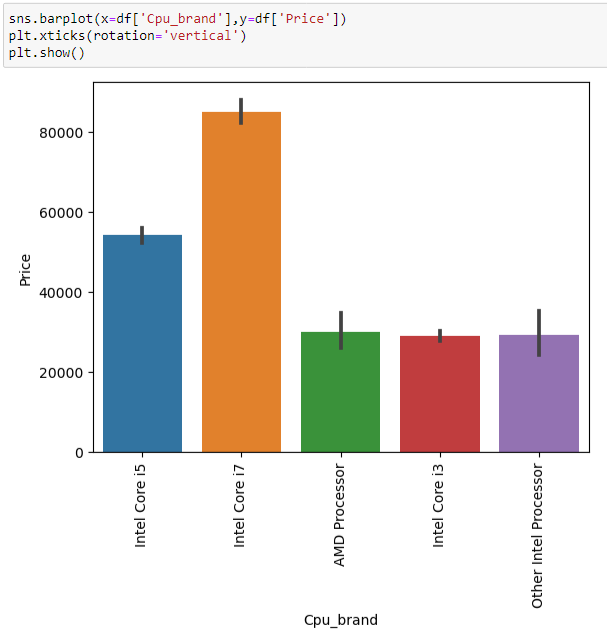 sns.barplot(x=df['Cpu_brand'],y=df['Price'])
plt.xticks(rotation='vertical')
plt.show()
80000
60000
40000
20000
0
Price
Intel Core i5
Intel Core i7
AMD Processor
Intel Core i3
Other Intel Processor
Cpu_brand